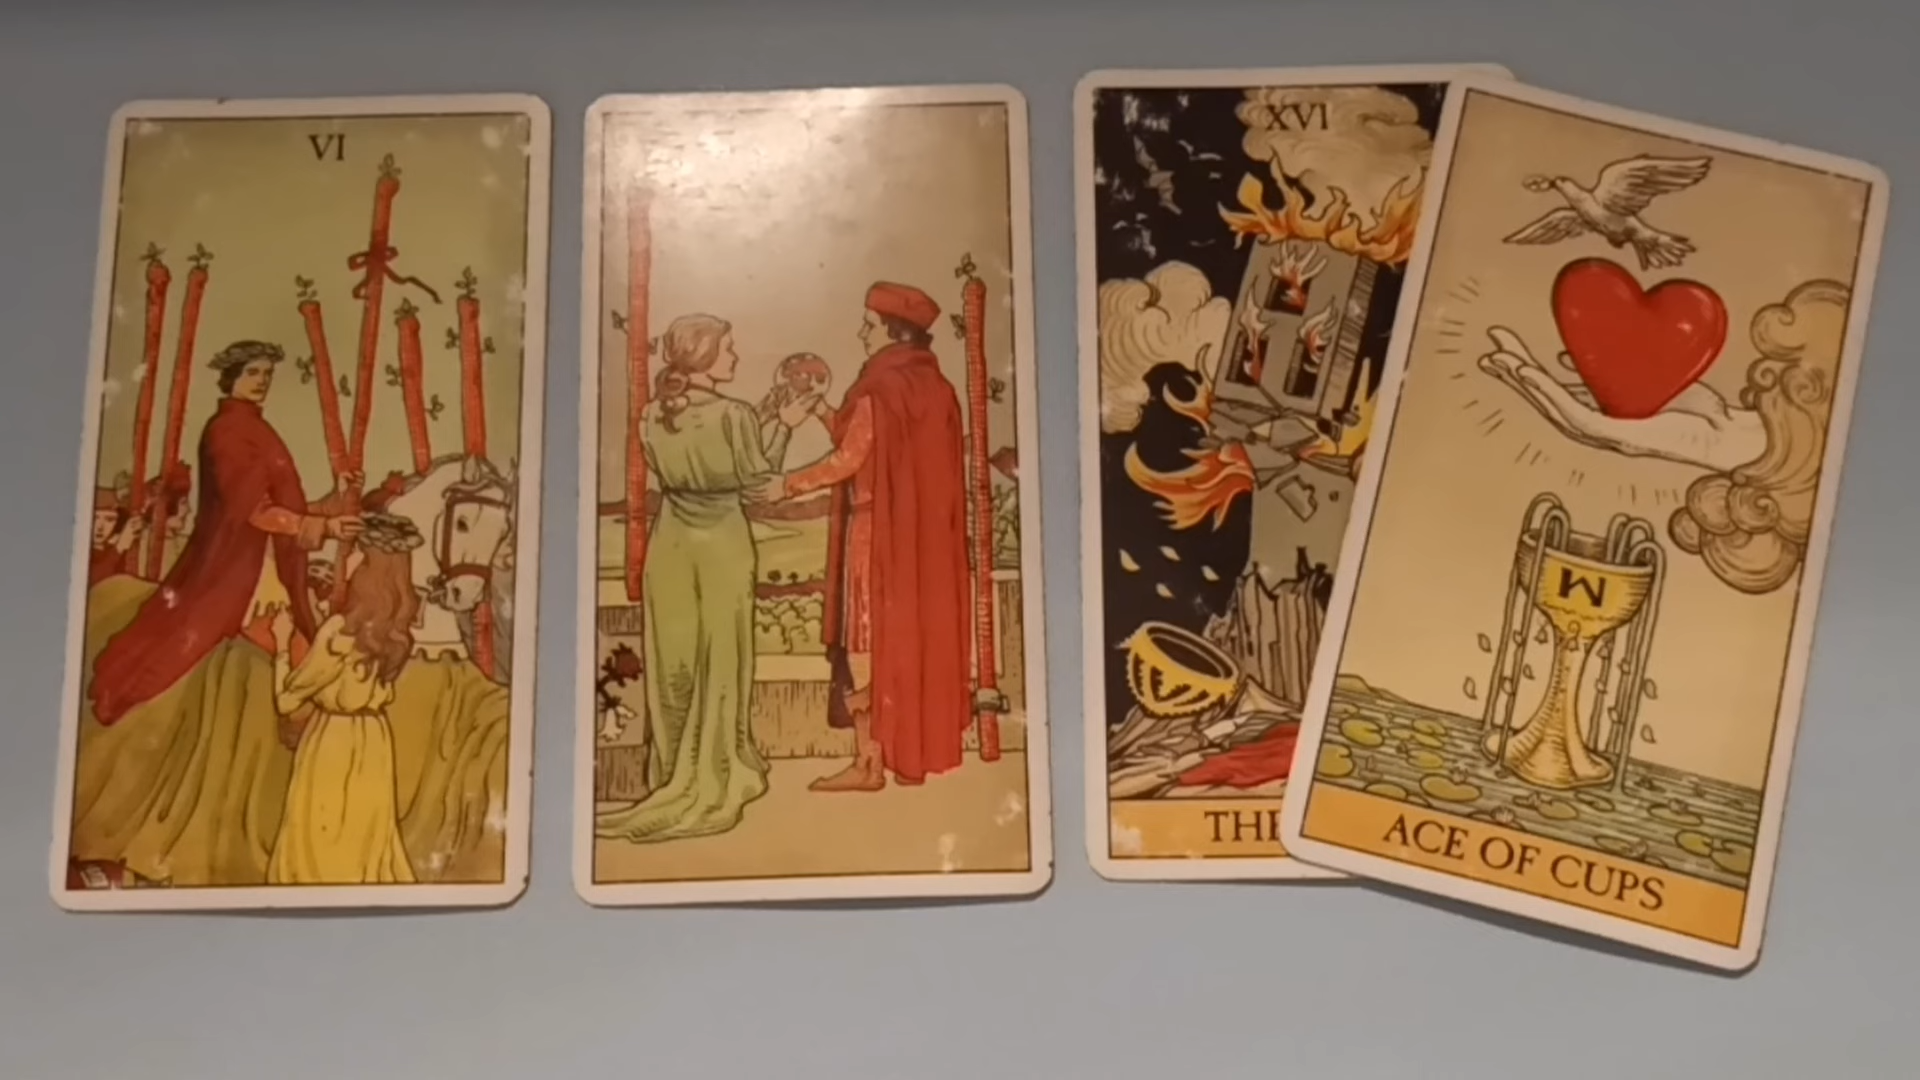 VI
XVI
THE
ACE OF CUPS
M